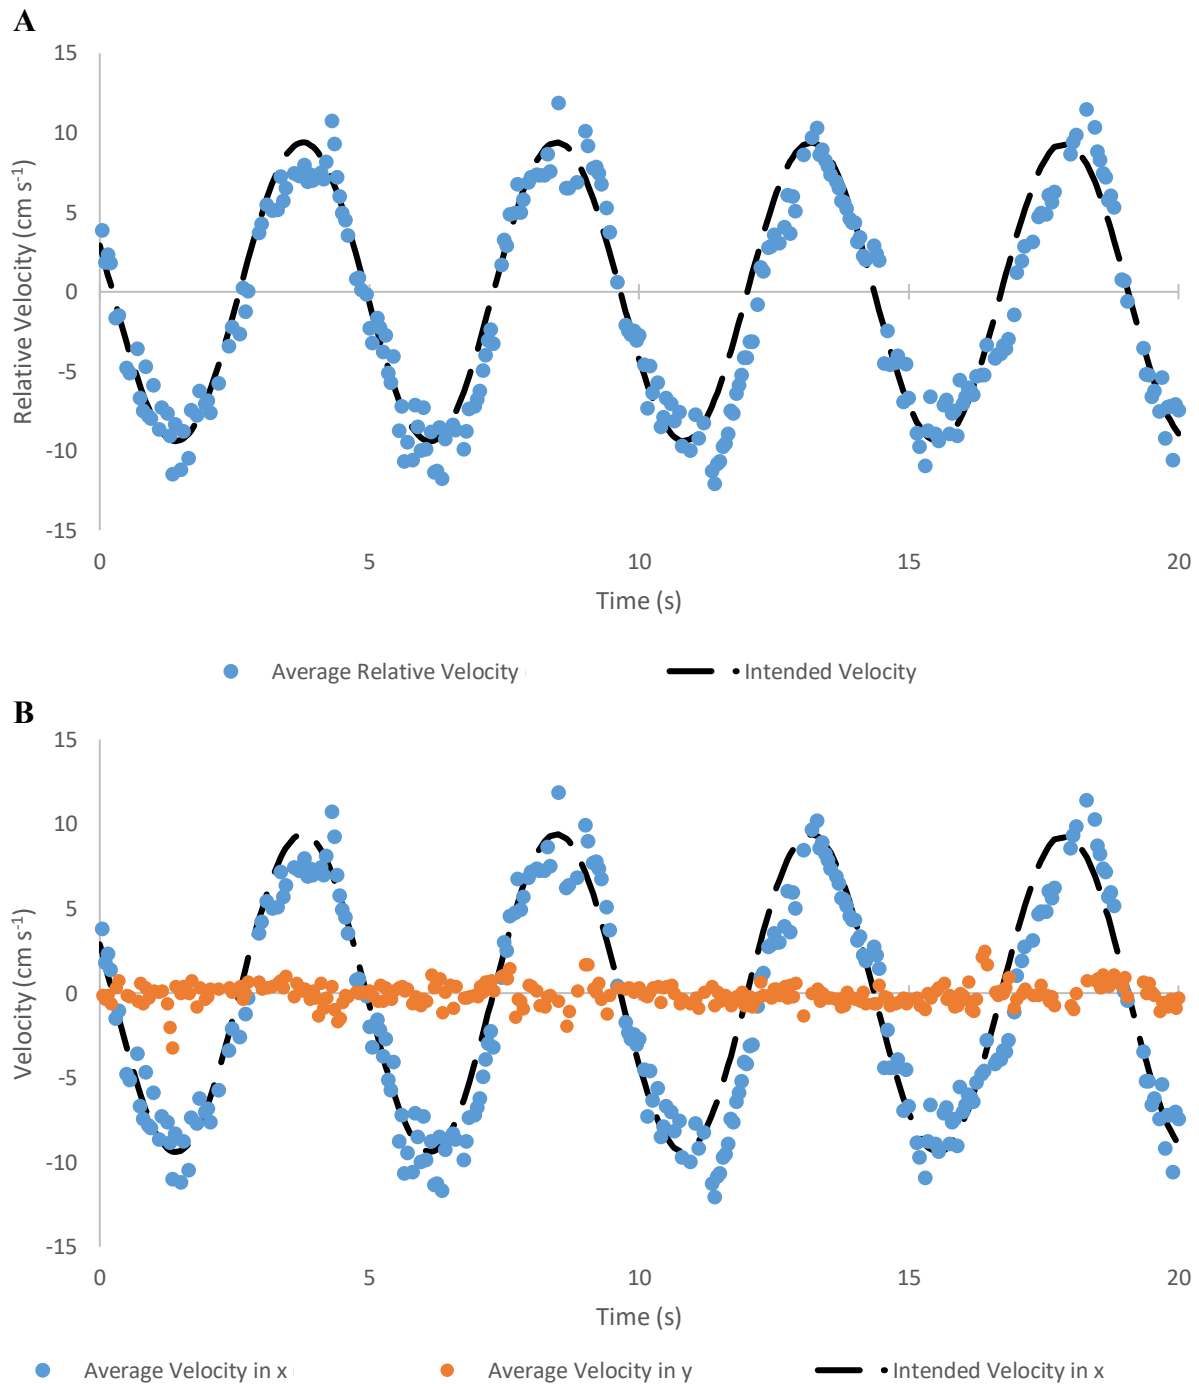 A
15
10
5
0
-5
-10
-15
Relative Velocity (cm s⁻¹)
0 5 10 15 20
Time (s)
Average Relative Velocity Intended Velocity
B
15
10
5
0
-5
-10
-15
Velocity (cm s⁻¹)
0 5 10 15 20
Time (s)
Average Velocity in x Average Velocity in y Intended Velocity in x